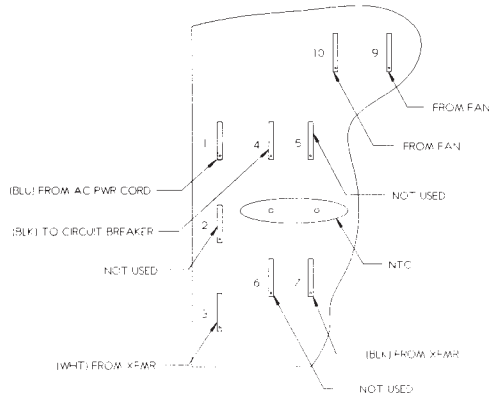 10 9
FROM FAN
FROM FAN
1 4 5
(BLU) FROM AC PWR CORD
NOT USED
(BLK) TO CIRCUIT BREAKER
2
NOT USED
NTC
6 7
3
(WHT) FROM XFMR
(BLK) FROM XFMR
NOT USED